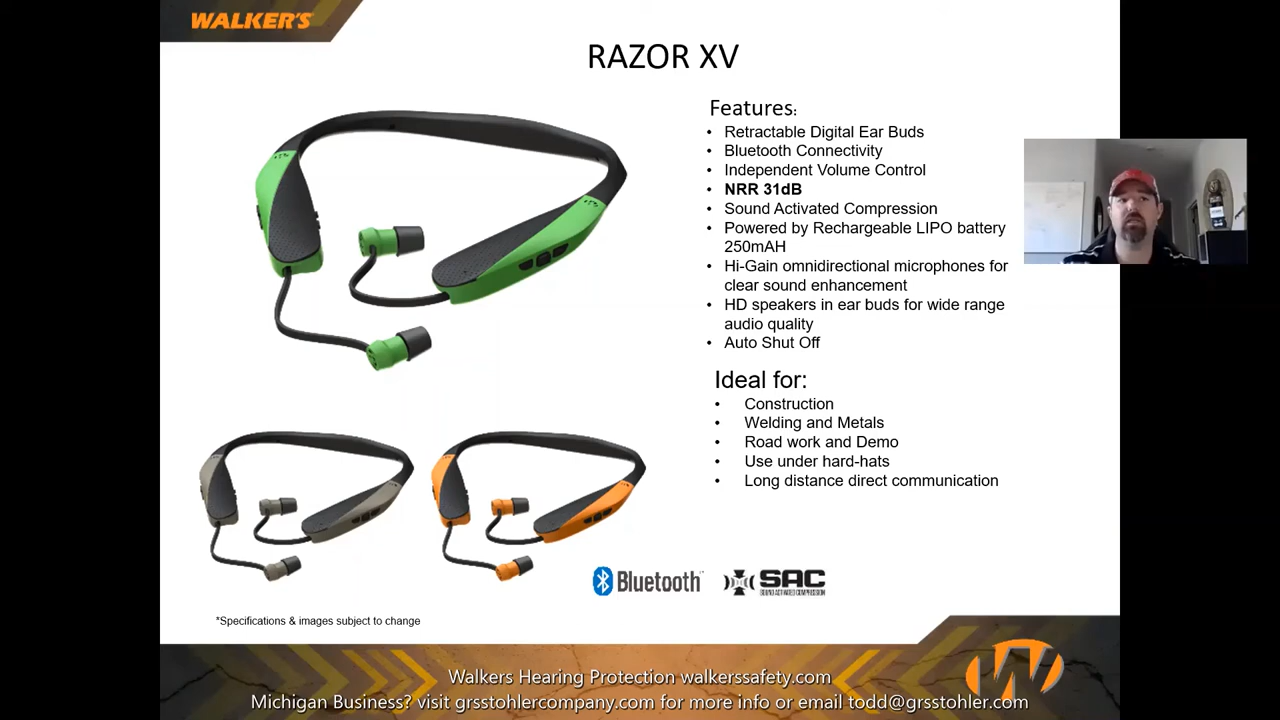 WALKER'S
RAZOR XV
Features:
• Retractable Digital Ear Buds
• Bluetooth Connectivity
• Independent Volume Control
• NRR 31dB
• Sound Activated Compression
• Powered by Rechargeable LIPO battery
250mAH
• Hi-Gain omnidirectional microphones for
clear sound enhancement
• HD speakers in ear buds for wide range
audio quality
• Auto Shut Off
Ideal for:
• Construction
• Welding and Metals
• Road work and Demo
• Use under hard-hats
• Long distance direct communication
Bluetooth
SAC
SOUND ACTIVATED COMPRESSION
*Specifications & images subject to change
Walkers Hearing Protection walkerssafety.com
Michigan Business? visit grsstohlercompany.com for more info or email todd@grsstohler.com